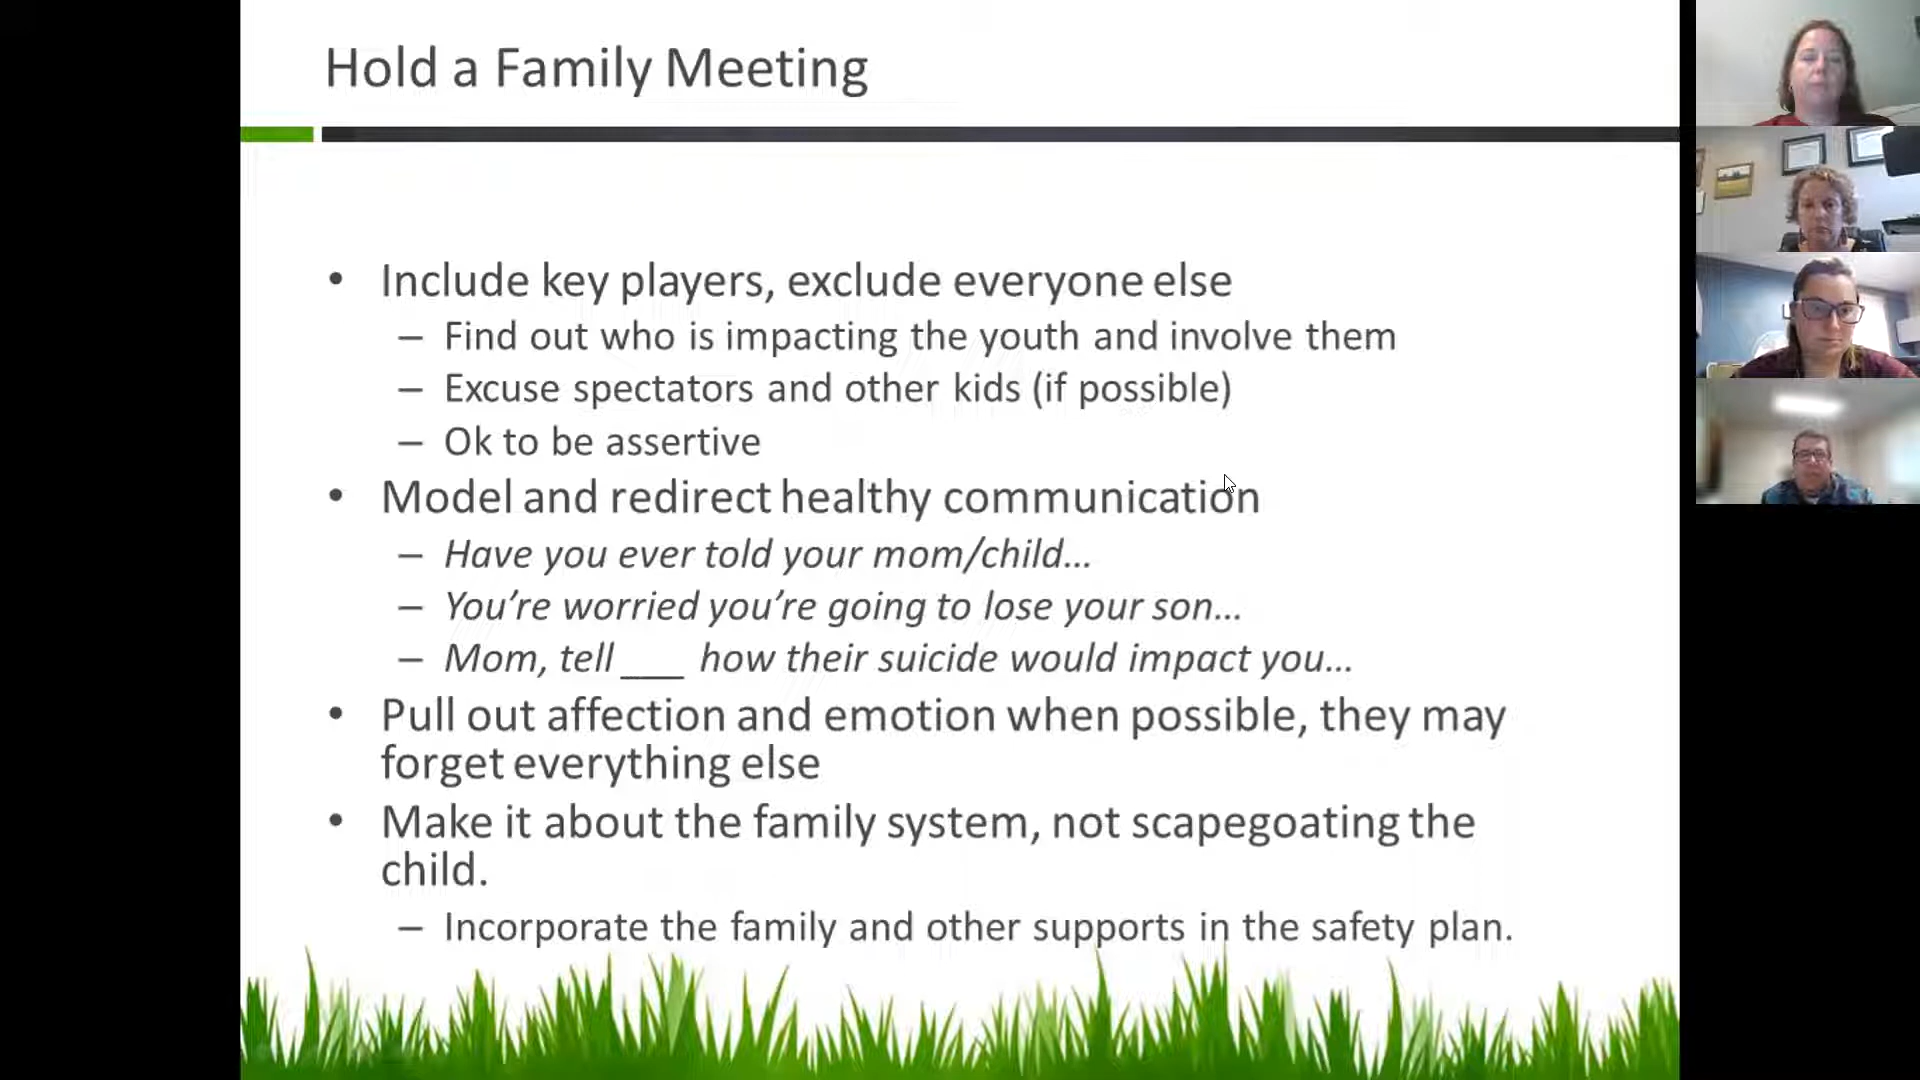 Hold a Family Meeting
• Include key players, exclude everyone else
– Find out who is impacting the youth and involve them
– Excuse spectators and other kids (if possible)
– Ok to be assertive
• Model and redirect healthy communication
– Have you ever told your mom/child…
– You’re worried you’re going to lose your son…
– Mom, tell ___ how their suicide would impact you…
• Pull out affection and emotion when possible, they may
forget everything else
• Make it about the family system, not scapegoating the
child.
– Incorporate the family and other supports in the safety plan.